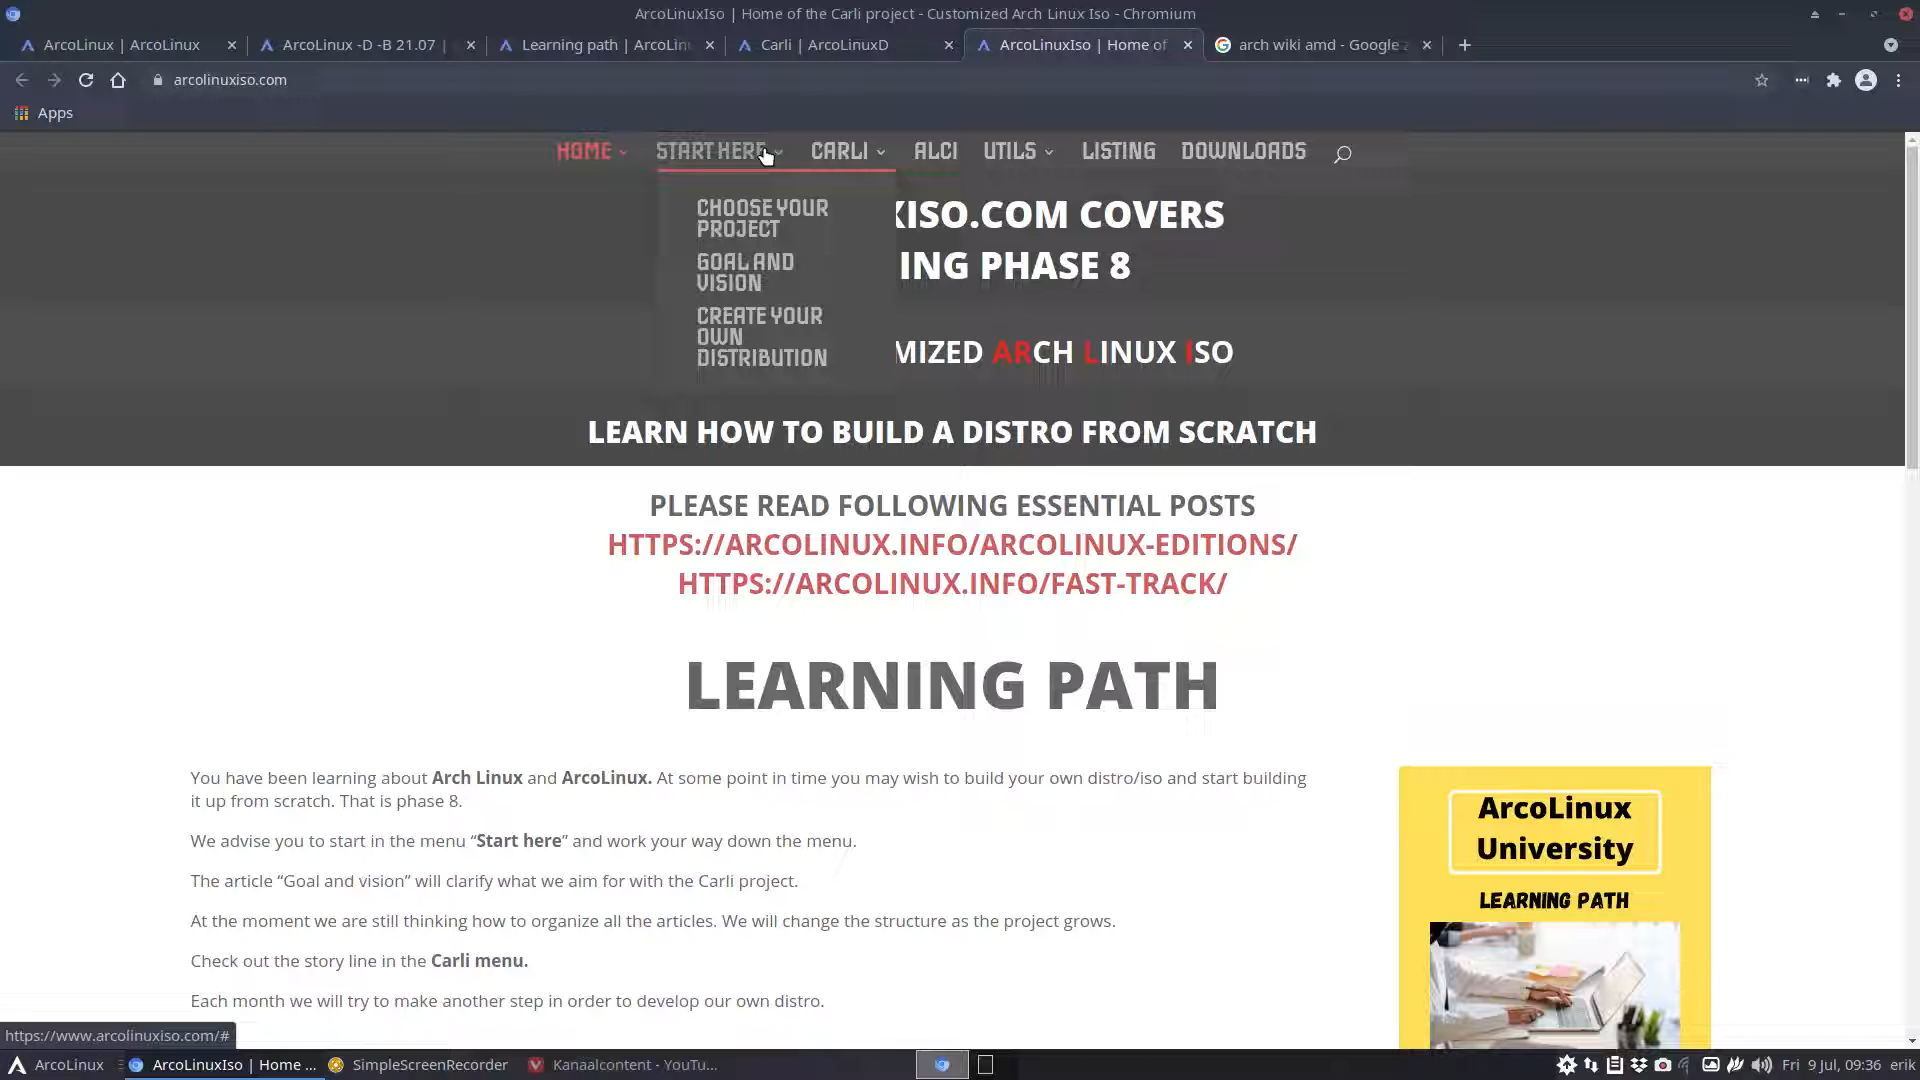 ArcoLinuxIso | Home of the Carli project - Customized Arch Linux Iso - Chromium
ArcoLinux | ArcoLinux
ArcoLinux -D -B 21.07 |
Learning path | ArcoLin
Carli | ArcoLinuxD
ArcoLinuxIso | Home of
arch wiki amd - Google
arcolinuxiso.com
Apps
HOME START HERE CARLI ALCI UTILS LISTING DOWNLOADS
CHOOSE YOUR
PROJECT
GOAL AND
VISION
CREATE YOUR
OWN
DISTRIBUTION
XISO.COM COVERS
ING PHASE 8
MIZED ARCH LINUX ISO
LEARN HOW TO BUILD A DISTRO FROM SCRATCH
PLEASE READ FOLLOWING ESSENTIAL POSTS
HTTPS://ARCOLINUX.INFO/ARCOLINUX-EDITIONS/
HTTPS://ARCOLINUX.INFO/FAST-TRACK/
LEARNING PATH
You have been learning about Arch Linux and ArcoLinux. At some point in time you may wish to build your own distro/iso and start building
it up from scratch. That is phase 8.
We advise you to start in the menu “Start here” and work your way down the menu.
The article “Goal and vision” will clarify what we aim for with the Carli project.
At the moment we are still thinking how to organize all the articles. We will change the structure as the project grows.
Check out the story line in the Carli menu.
Each month we will try to make another step in order to develop our own distro.
ArcoLinux
University
LEARNING PATH
https://www.arcolinuxiso.com/#
ArcoLinux
ArcoLinuxIso | Home ...
SimpleScreenRecorder
Kanaalcontent - YouTu...
Fri 9 Jul, 09:36 erik